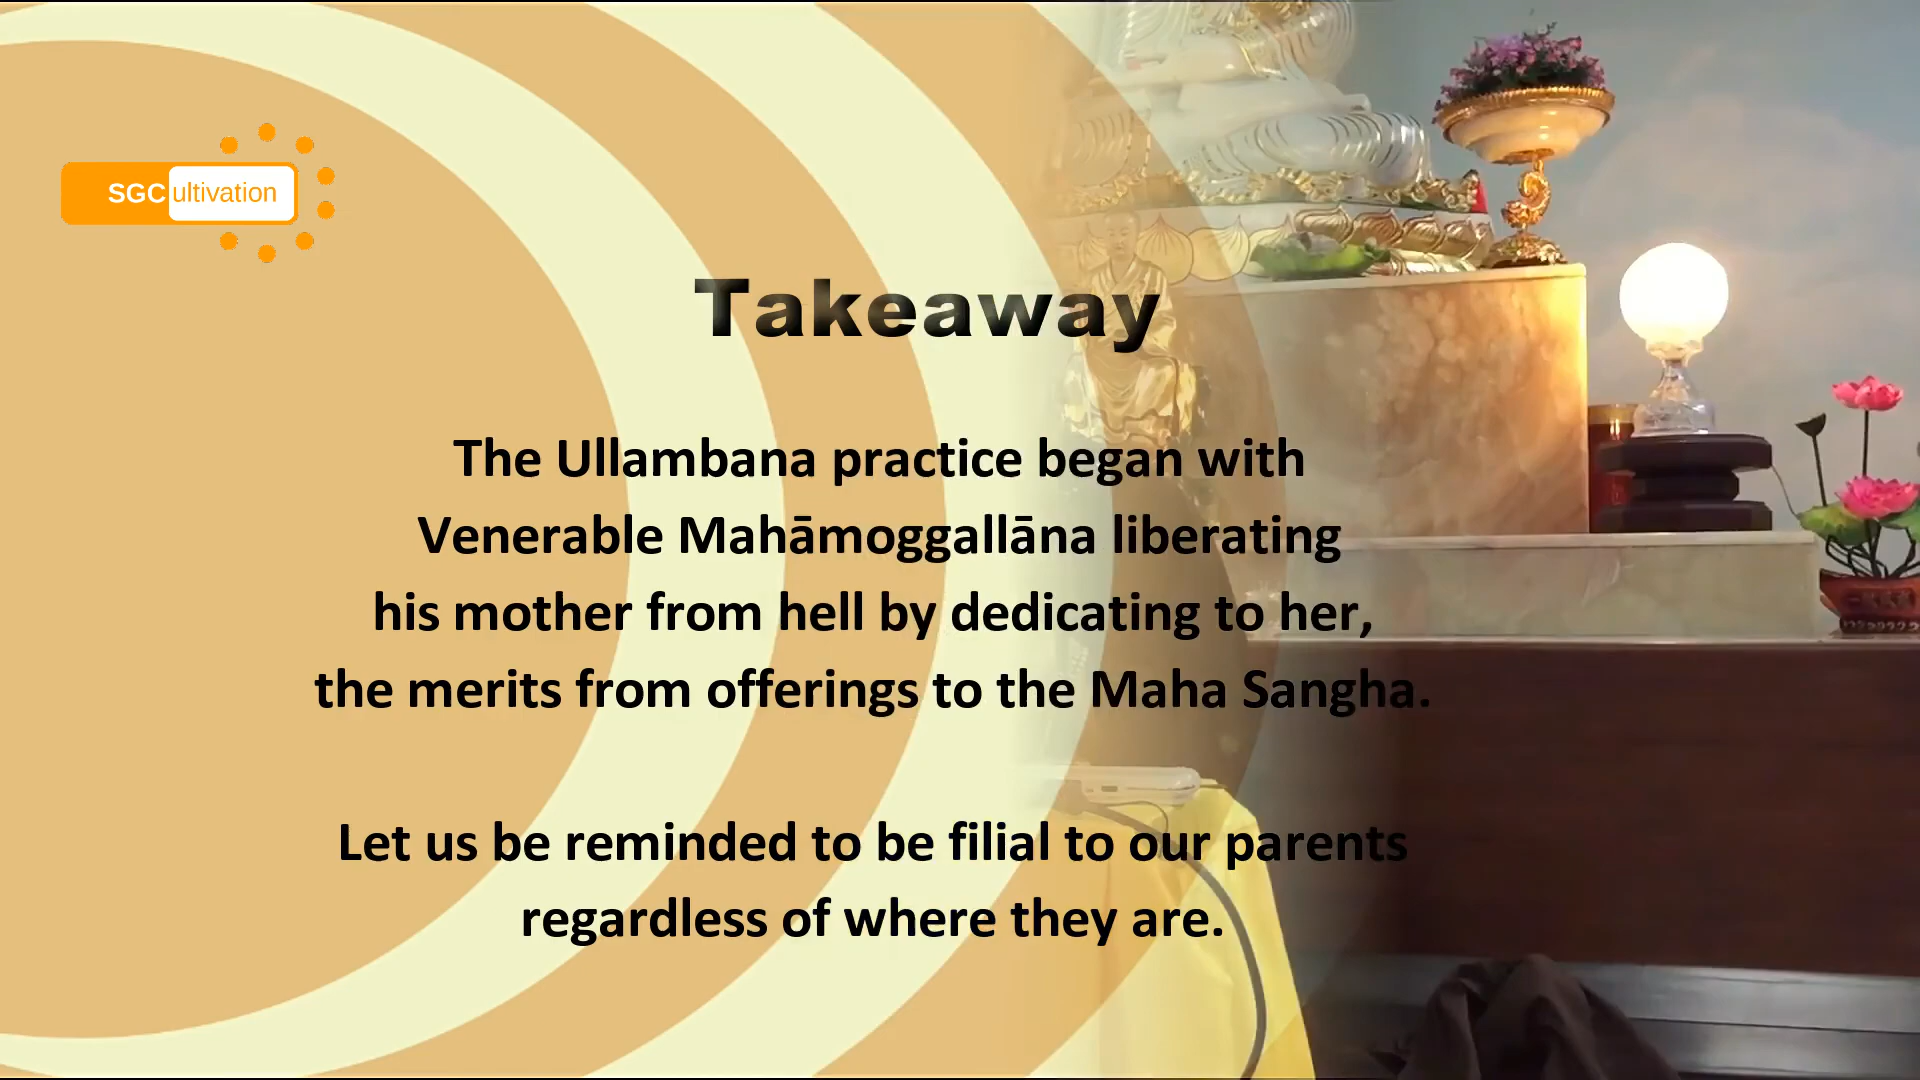 SGCultivation
Takeaway
The Ullambana practice began with
Venerable Mahāmoggallāna liberating
his mother from hell by dedicating to her,
the merits from offerings to the Maha Sangha.
Let us be reminded to be filial to our parents
regardless of where they are.